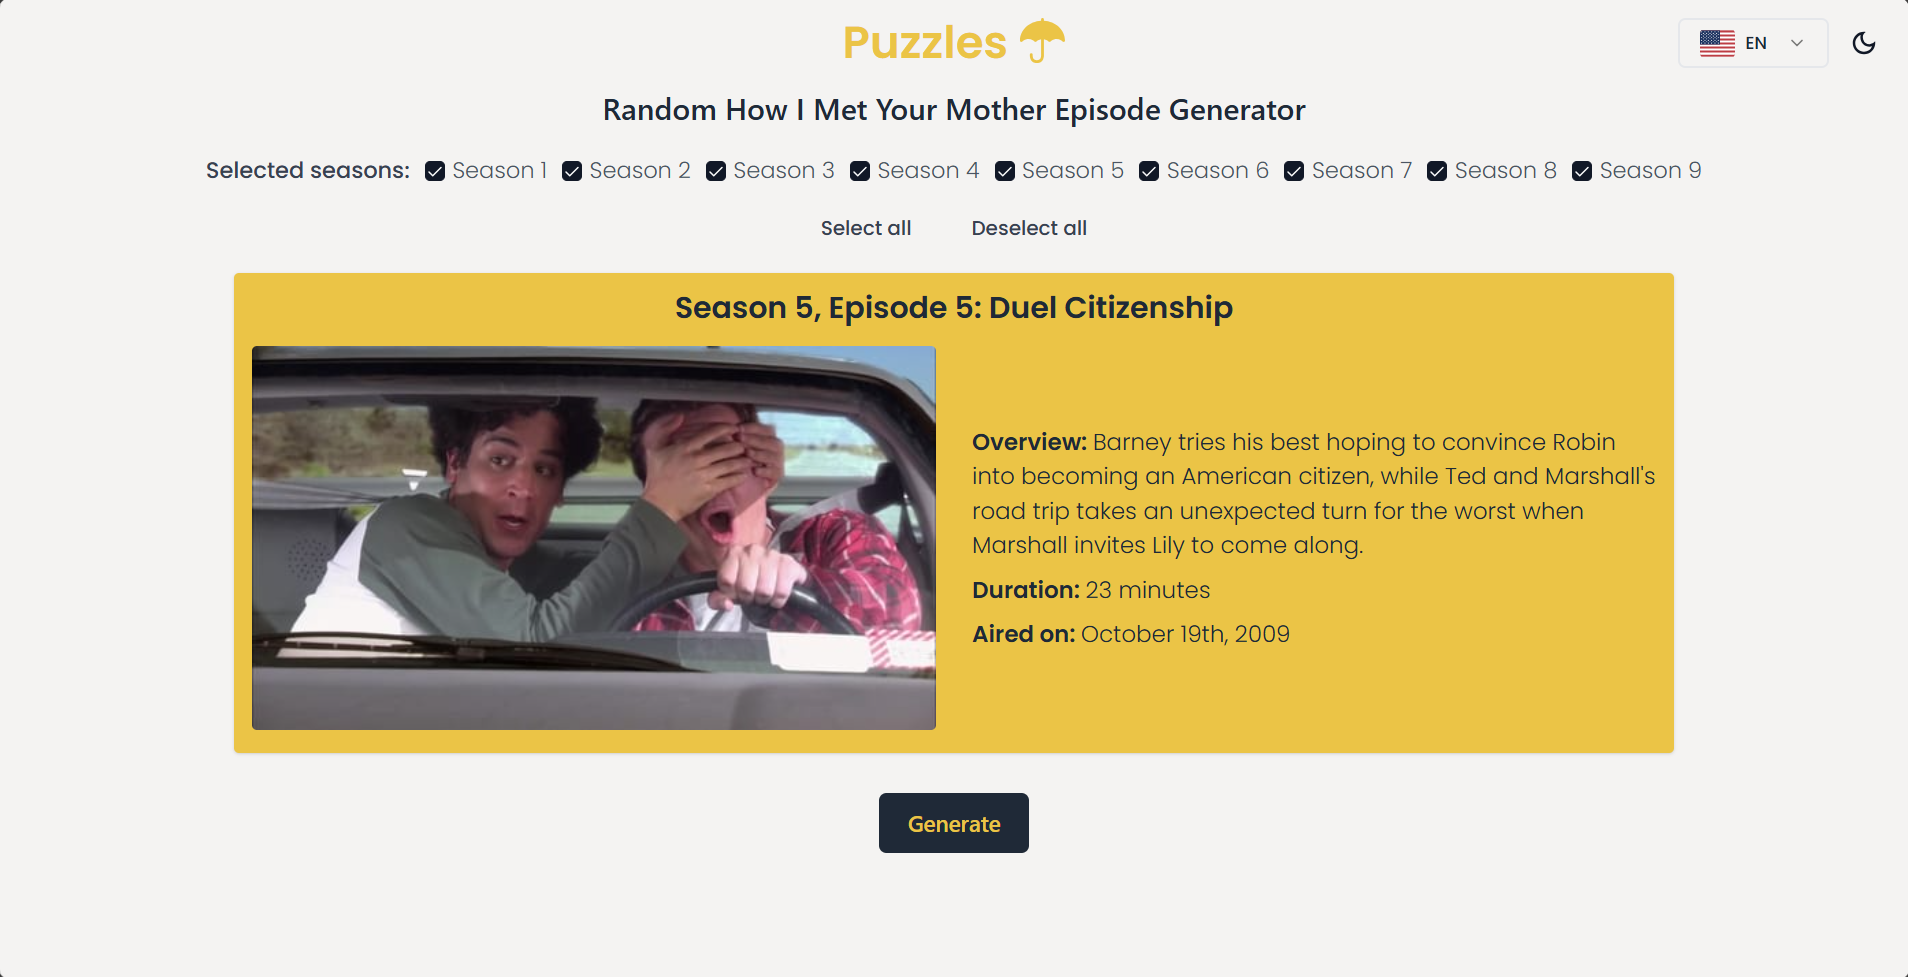 Puzzles
EN
Random How I Met Your Mother Episode Generator
Selected seasons: Season 1 Season 2 Season 3 Season 4 Season 5 Season 6 Season 7 Season 8 Season 9
Select all Deselect all
Season 5, Episode 5: Duel Citizenship
Overview: Barney tries his best hoping to convince Robin
into becoming an American citizen, while Ted and Marshall's
road trip takes an unexpected turn for the worst when
Marshall invites Lily to come along.
Duration: 23 minutes
Aired on: October 19th, 2009
Generate